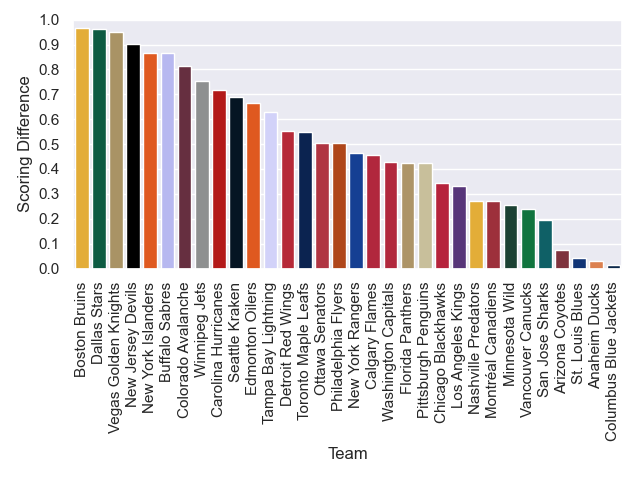 1.0
0.9
0.8
0.7
0.6
0.5
0.4
0.3
0.2
0.1
0.0
Scoring Difference
Boston Bruins
Dallas Stars
Vegas Golden Knights
New Jersey Devils
New York Islanders
Buffalo Sabres
Colorado Avalanche
Winnipeg Jets
Carolina Hurricanes
Seattle Kraken
Edmonton Oilers
Tampa Bay Lightning
Detroit Red Wings
Toronto Maple Leafs
Ottawa Senators
Philadelphia Flyers
New York Rangers
Calgary Flames
Washington Capitals
Florida Panthers
Pittsburgh Penguins
Chicago Blackhawks
Los Angeles Kings
Nashville Predators
Montréal Canadiens
Minnesota Wild
Vancouver Canucks
San Jose Sharks
Arizona Coyotes
St. Louis Blues
Anaheim Ducks
Columbus Blue Jackets
Team